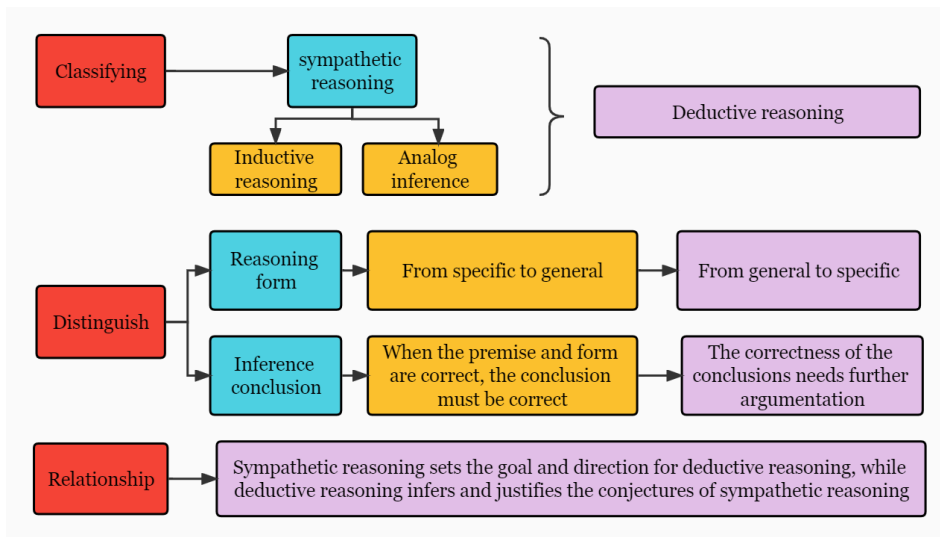 Classifying
sympathetic
reasoning
Inductive
reasoning
Analog
inference
Deductive reasoning
Distinguish
Reasoning
form
From specific to general
From general to specific
Inference
conclusion
When the premise and form
are correct, the conclusion
must be correct
The correctness of the
conclusions needs further
argumentation
Relationship
Sympathetic reasoning sets the goal and direction for deductive reasoning, while
deductive reasoning infers and justifies the conjectures of sympathetic reasoning